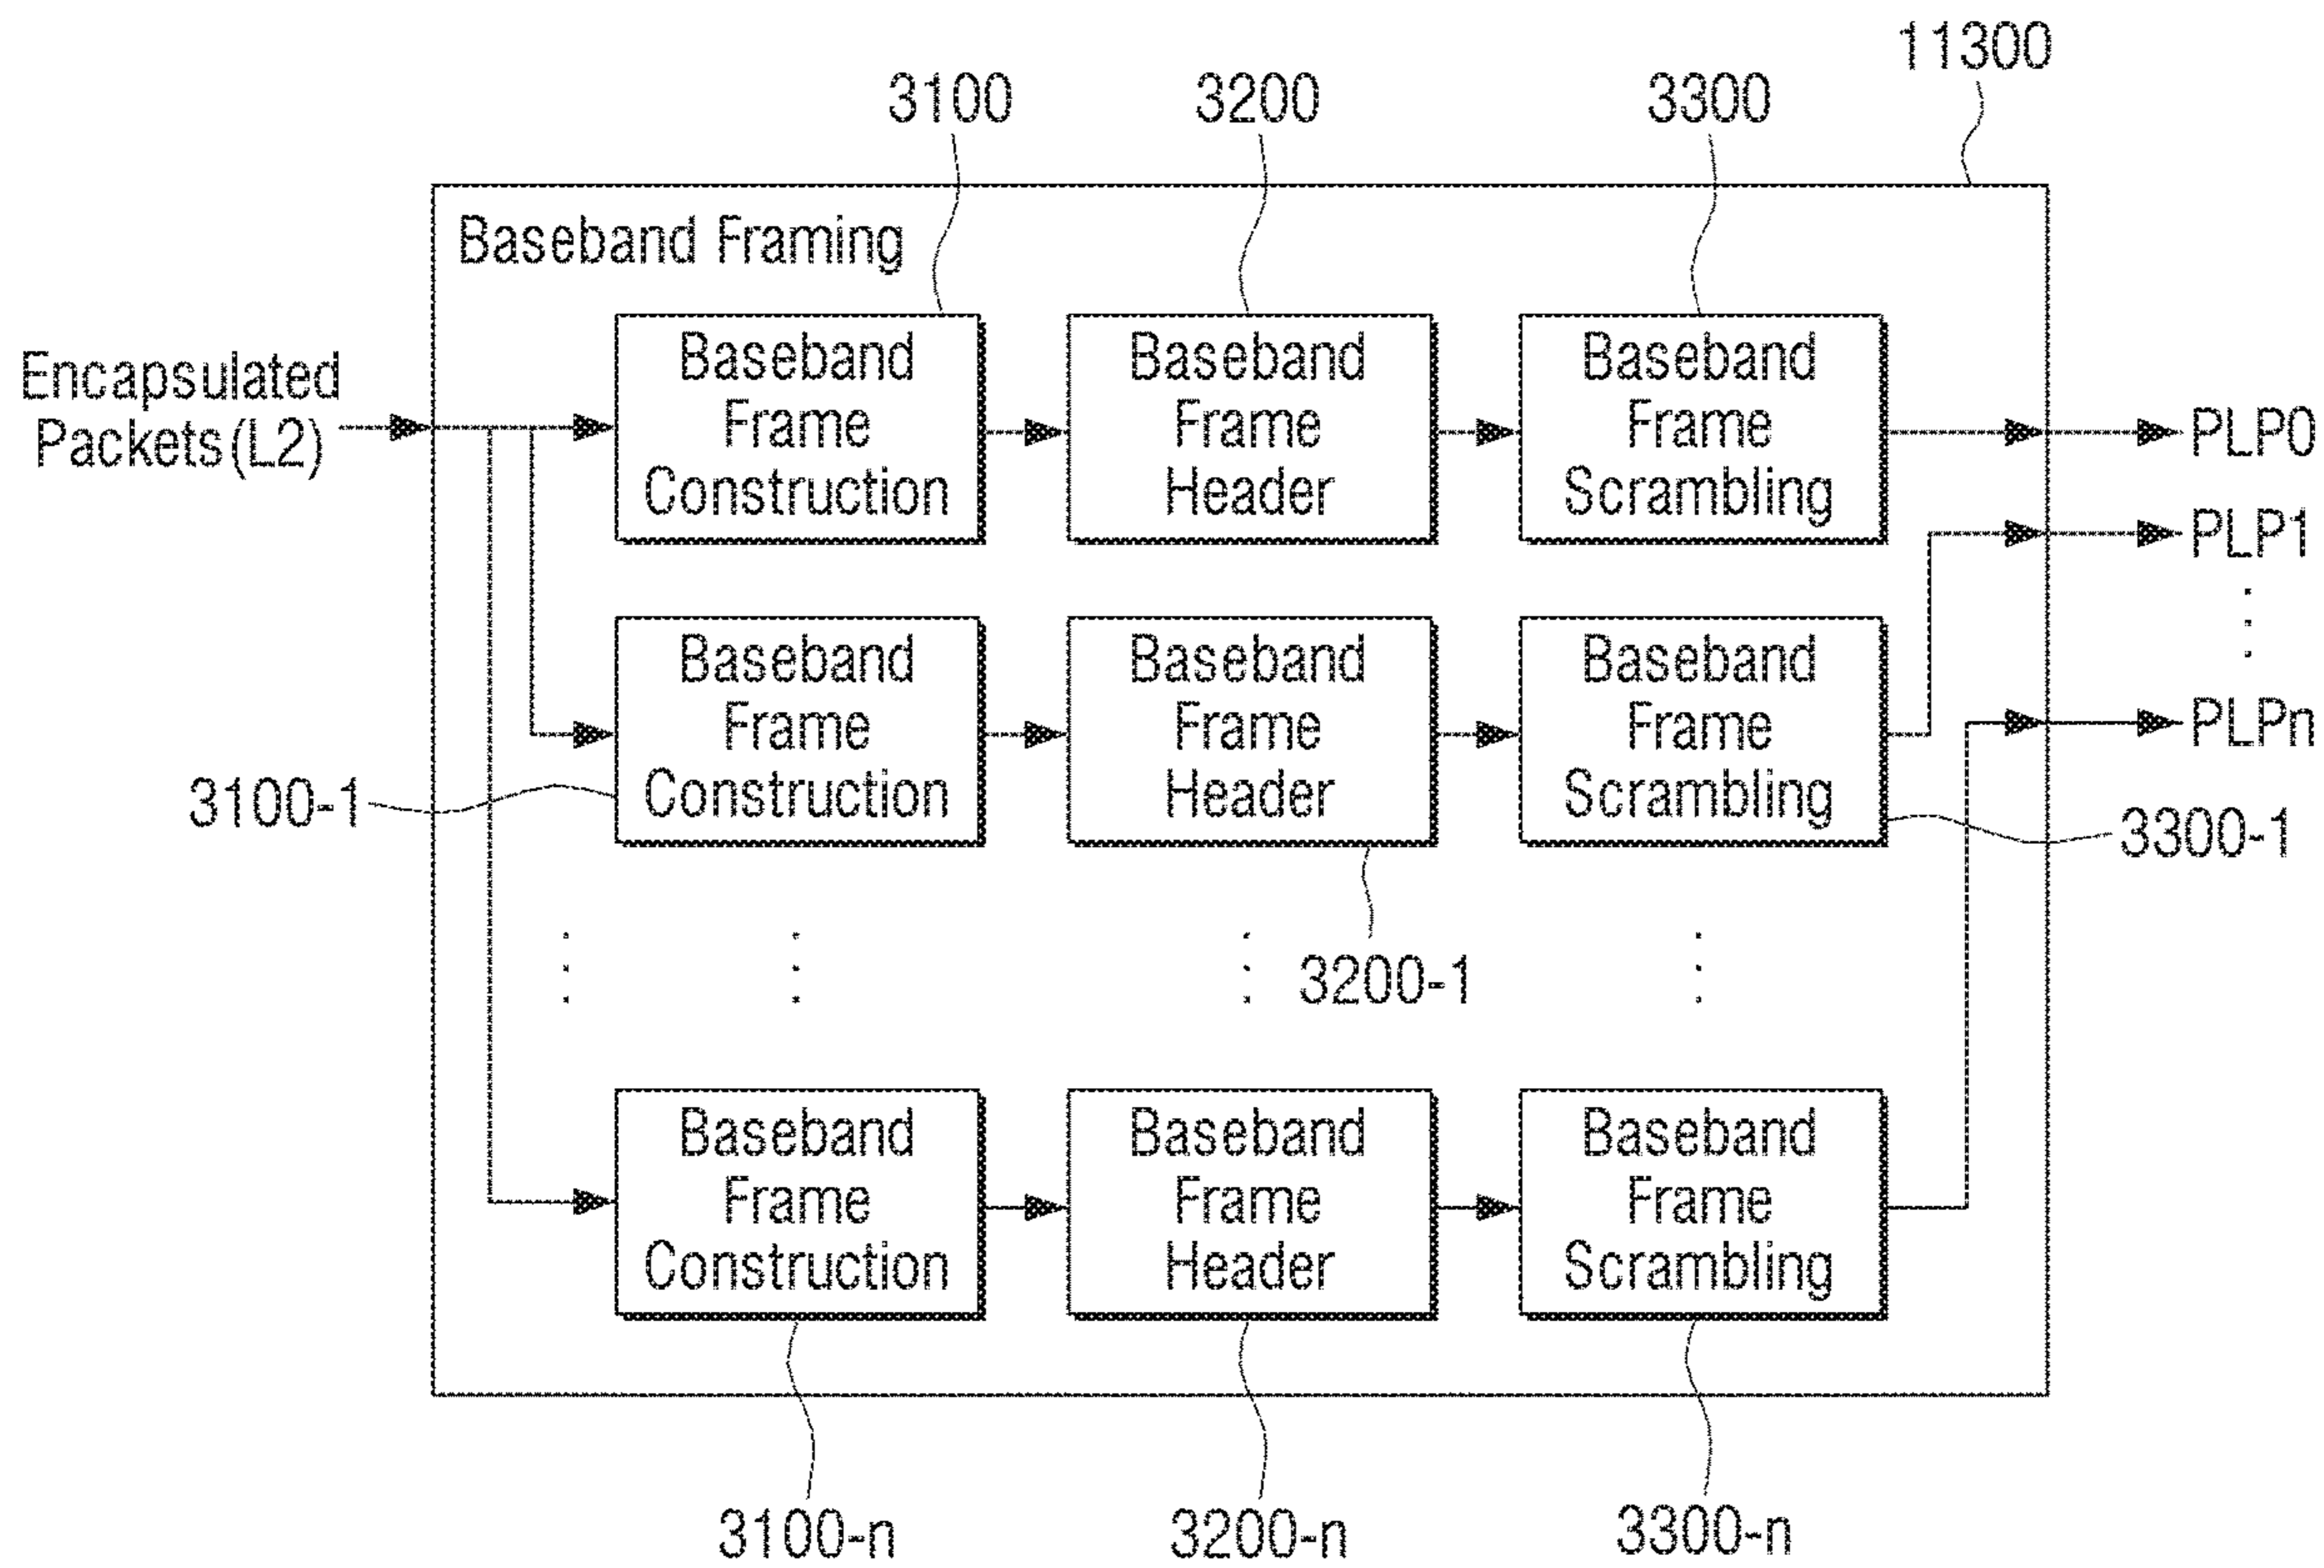 11300
3100
3200
3300
Baseband Framing
Encapsulated
Packets(L2)
Baseband
Frame
Construction
Baseband
Frame
Header
Baseband
Frame
Scrambling
PLP0
PLP1
PLPn
Baseband
Frame
Construction
Baseband
Frame
Header
Baseband
Frame
Scrambling
3100-1
3300-1
3200-1
Baseband
Frame
Construction
Baseband
Frame
Header
Baseband
Frame
Scrambling
3100-n
3200-n
3300-n